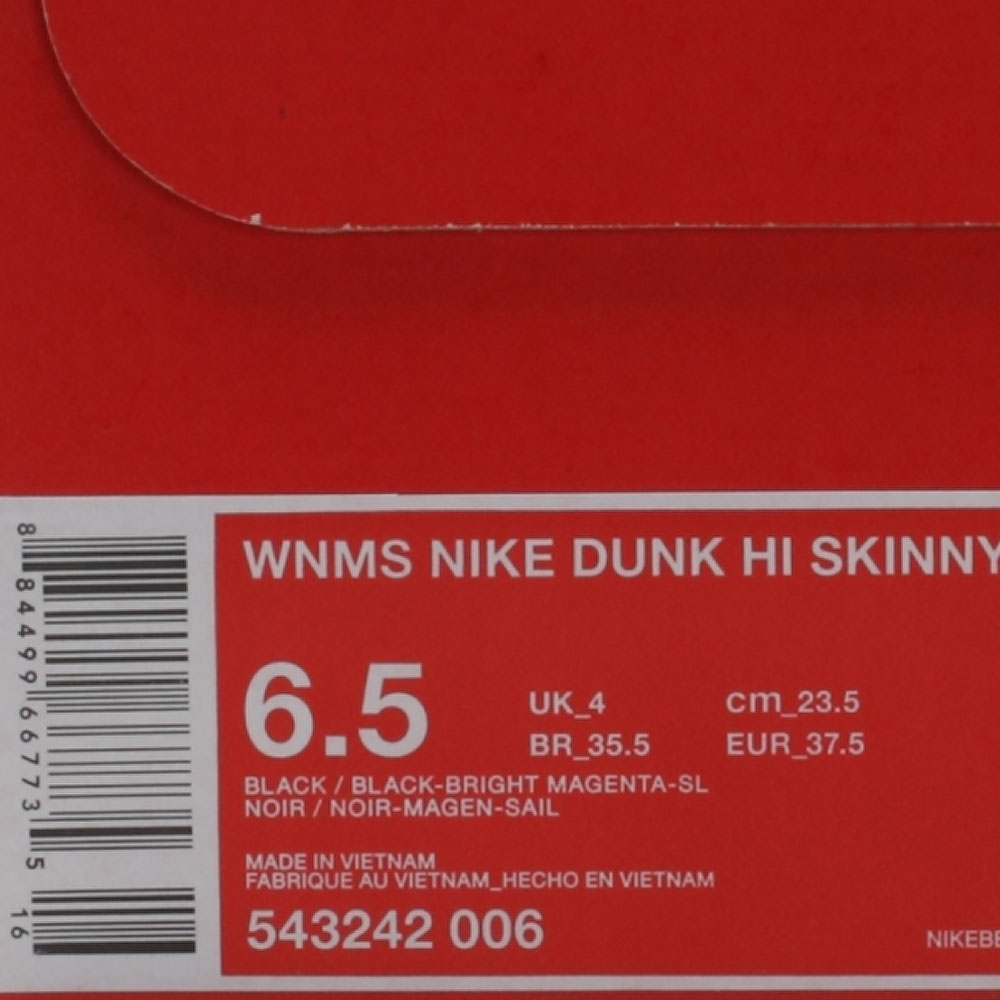 WNMS NIKE DUNK HI SKINNY
6.5
UK_4 cm_23.5
BR_35.5 EUR_37.5
BLACK / BLACK-BRIGHT MAGENTA-SL
NOIR / NOIR-MAGEN-SAIL
MADE IN VIETNAM
FABRIQUE AU VIETNAM_HECHO EN VIETNAM
543242 006
8 84499 66773 5
16